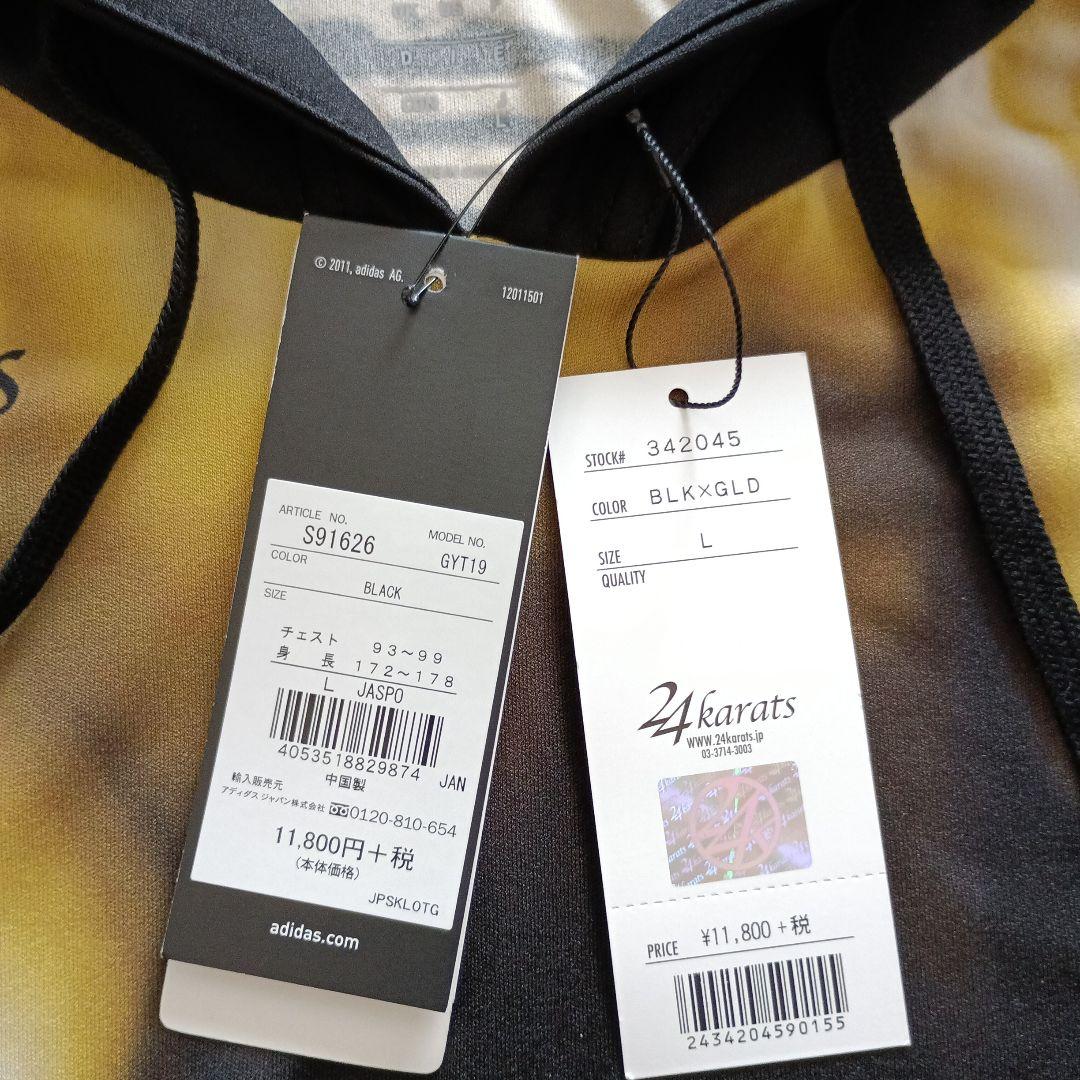 © 2011, adidas AG.
12011501
ARTICLE NO.
S91626
MODEL NO.
GYT19
COLOR
BLACK
SIZE
チェスト 93～99
身 長 172～178
L JASPO
4053518829874 JAN
中国製
輸入販売元
アディダス ジャパン株式会社 0120-810-654
11,800円+税
(本体価格)
JPSKLOTG
adidas.com
STOCK# 342045
COLOR BLK×GLD
SIZE L
QUALITY
24karats
www.24karats.jp
03-3714-3003
24
karats
PRICE ¥11,800+税
2434204590155
L